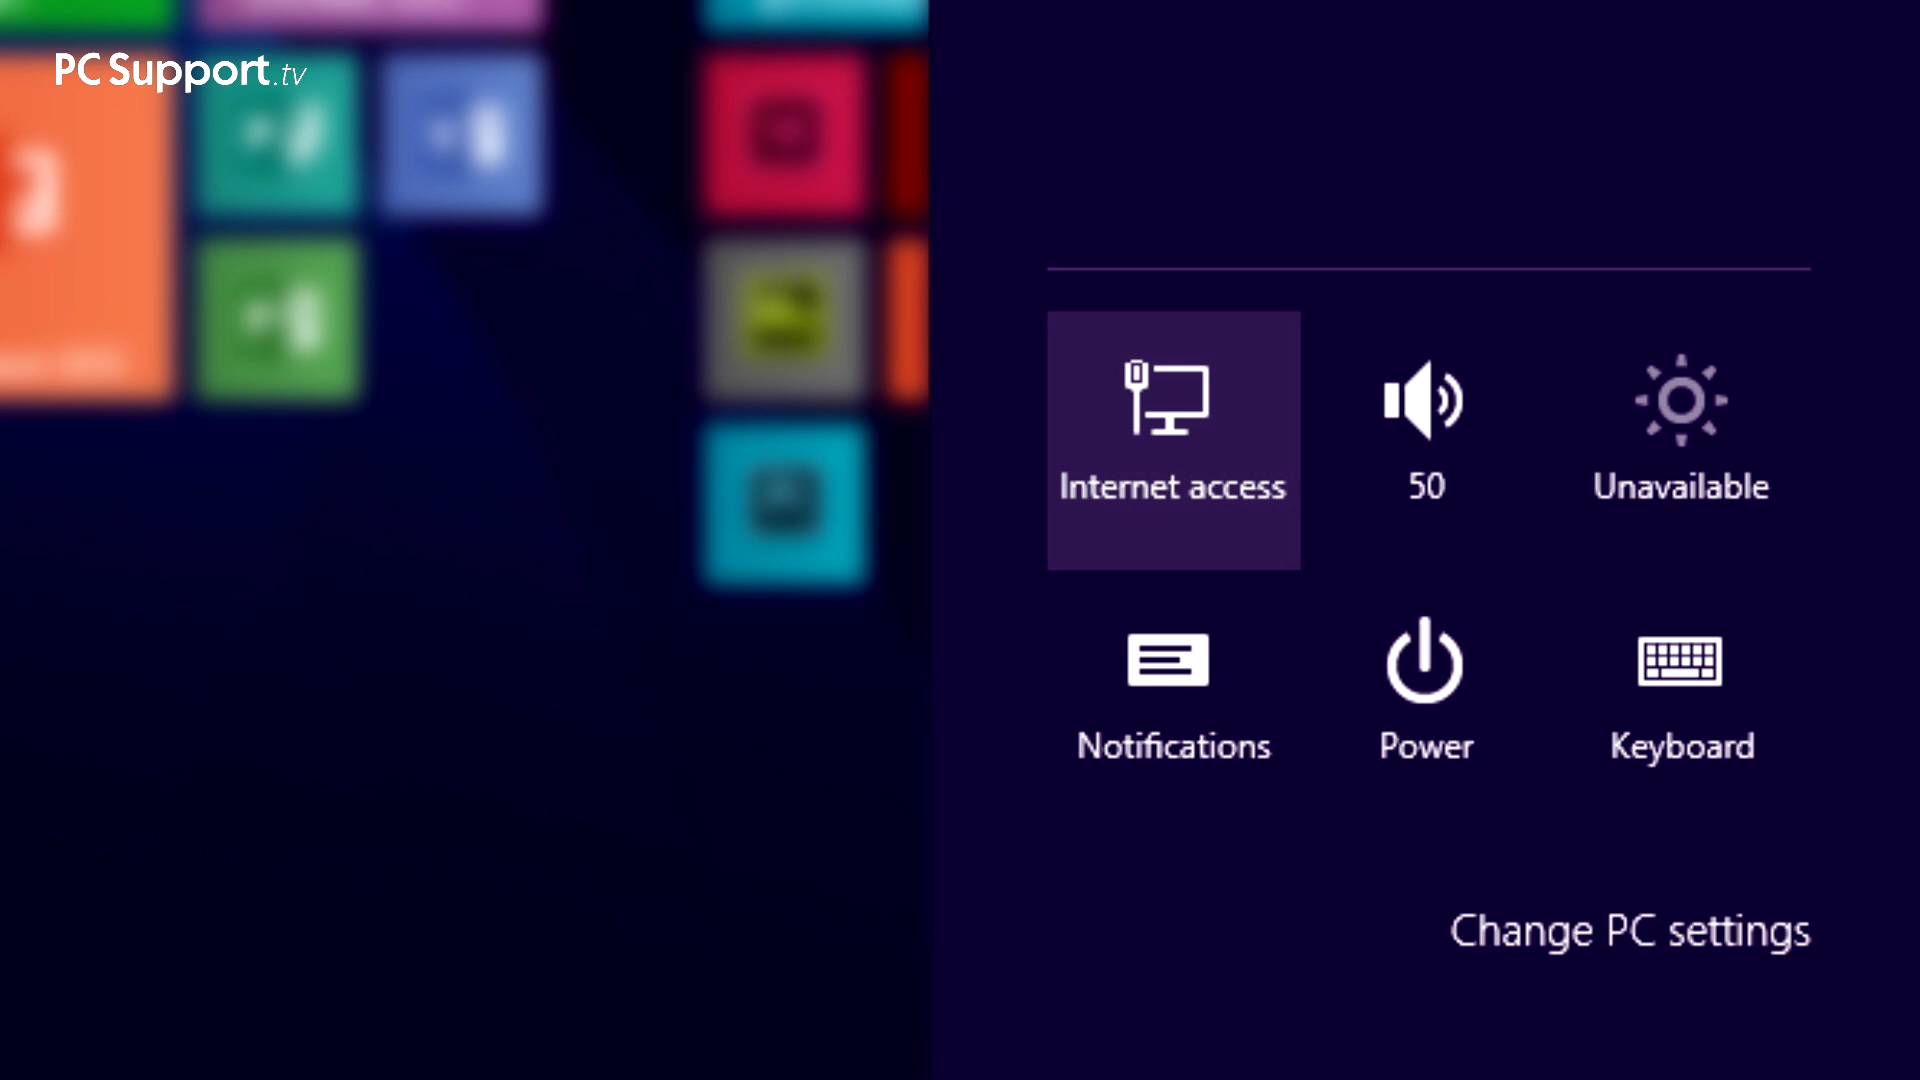 PC Support.tv
Internet access
50
Unavailable
Notifications
Power
Keyboard
Change PC settings